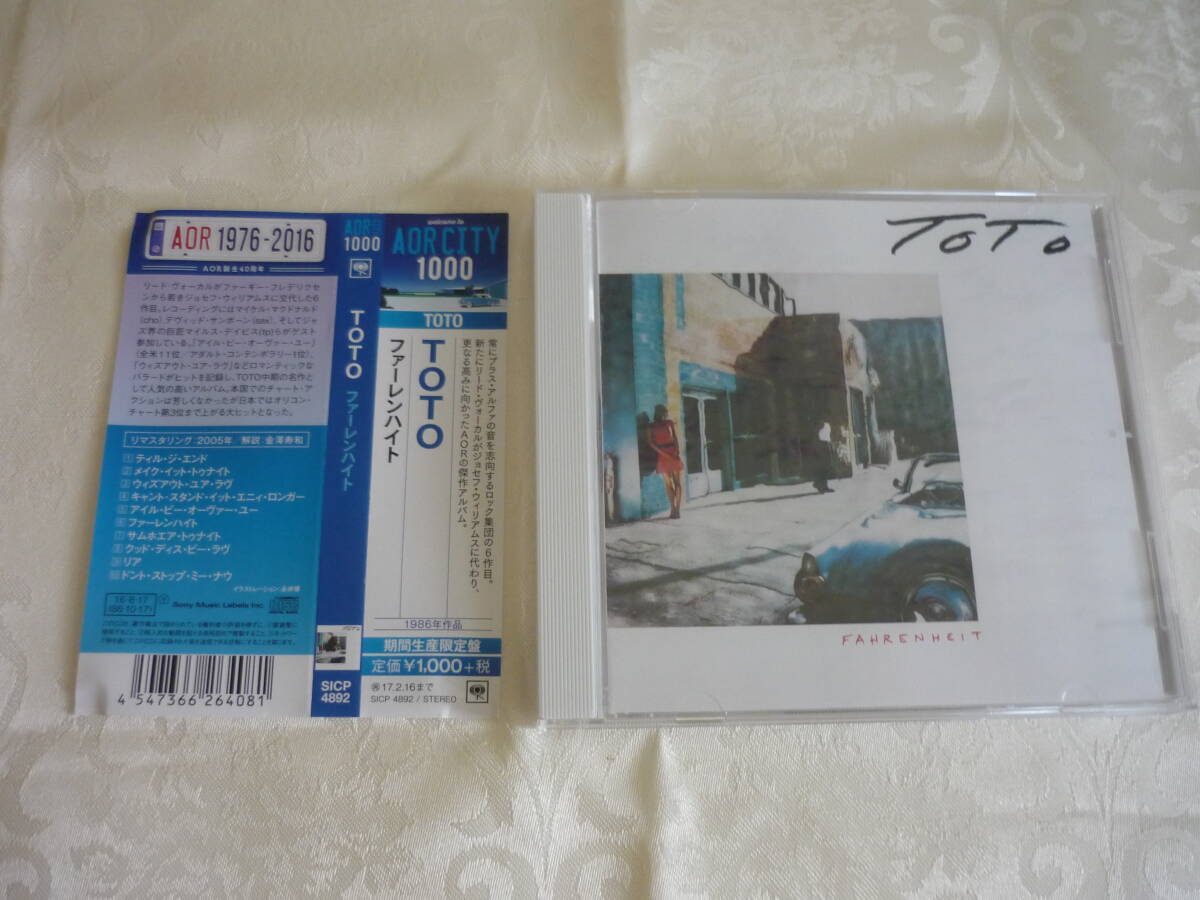 AOR 1976-2016
AOR誕生40周年
リード・ヴォーカルがファーギー・フレデリクセ
ンから若きジョセフ・ウィリアムスに交代した6
作目。レコーディングにはマイケル・マクドナルド
(cho)、デヴィッド・サンボーン(sax)、そしてジャ
ズ界の巨匠マイルス・デイビス(tp)らがゲスト
参加している。「アイル・ビー・オーヴァー・ユー」
(全米11位/アダルト・コンテンポラリー1位)、
「ウィズアウト・ユア・ラヴ」などロマンティックな
バラードがヒットを記録し、TOTO中期の名作と
して人気の高いアルバム。本国でのチャート・ア
クションは芳しくなかったが日本ではオリコン・
チャート第3位まで上がる大ヒットとなった。
リマスタリング:2005年 解説:金澤寿和
1 ティル・ジ・エンド
2 メイク・イット・トゥナイト
3 ウィズアウト・ユア・ラヴ
4 キャント・スタンド・イット・エニィ・ロンガー
5 アイル・ビー・オーヴァー・ユー
6 ファーレンハイト
7 サムホエア・トゥナイト
8 クッド・ディス・ビー・ラヴ
9 リア
10 ドント・ストップ・ミー・ナウ
イラストレーション:永井博
16・8・17
(86・10・17)
Sony Music Labels Inc.
4 547366 264081
AOR
1000
TOTO ファーレンハイト
SICP
4892
welcome to
AOR CITY
1000
TOTO
TOTO
ファーレンハイト
常にプラス・アルファの音を志向するロック集団の6作目。
新たにリード・ヴォーカルがジョセフ・ウィリアムスに代わり、
更なる高みに向かったAORの傑作アルバム。
1986年作品
期間生産限定盤
定価¥1,000+税
17.2.16まで
SICP 4892 / STEREO
TOTO
FAHRENHEIT